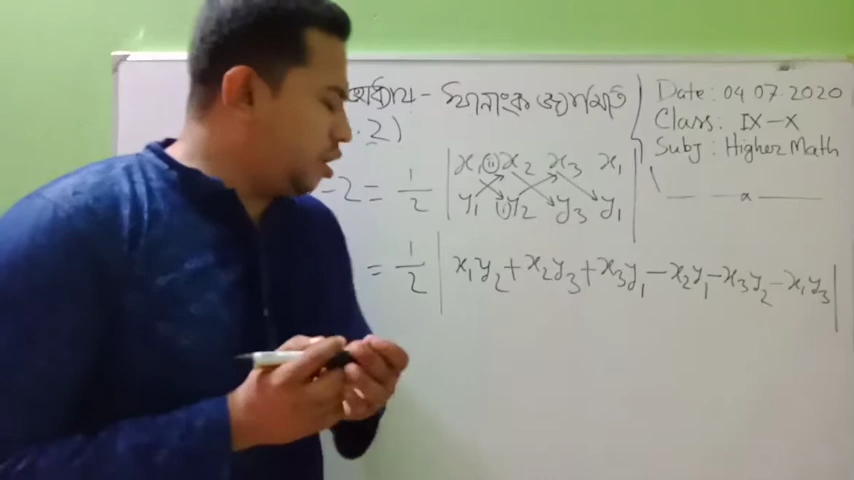 অধ্যায় - স্থানাংক জ্যামিতি
.2)
Date: 04 07 2020
Class: IX-X
Subj: Higher Math
x
-2 = 1/2 | x₁ (ii) x₂ x₃ x₁ |
y₁ (i) y₂ y₃ y₁
= 1/2 | x₁y₂+x₂y₃+x₃y₁-x₂y₁-x₃y₂-x₁y₃ |